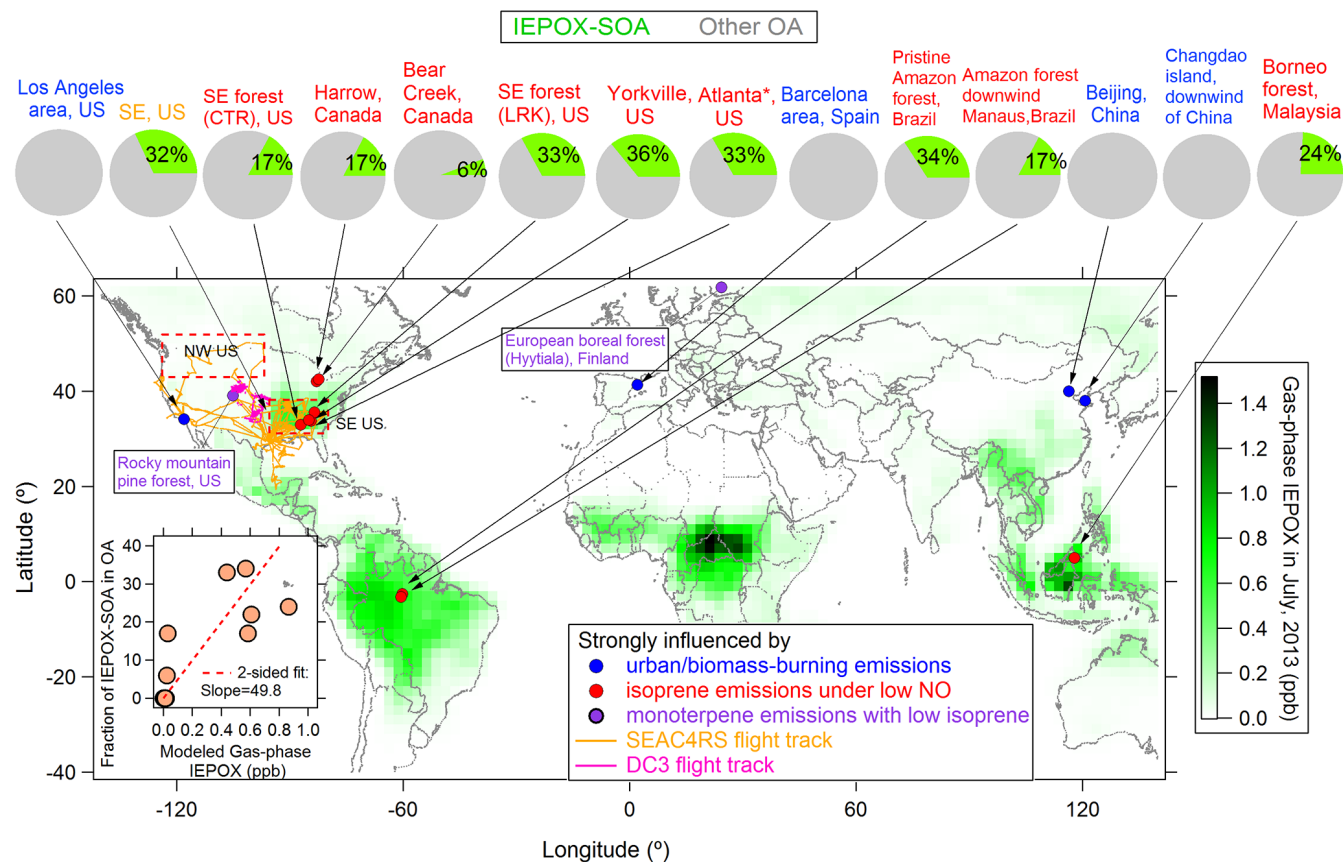 IEPOX-SOA Other OA
Los Angeles
area, US
SE, US
SE forest
(CTR), US
Harrow,
Canada
Bear
Creek,
Canada
SE forest
(LRK), US
Yorkville,
US
Atlanta*,
US
Barcelona
area, Spain
Pristine
Amazon
forest,
Brazil
Amazon forest
downwind
Manaus,Brazil
Beijing,
China
Changdao
island,
downwind
of China
Borneo
forest,
Malaysia
32%
17%
17%
6%
33%
36%
33%
34%
17%
24%
60
40
20
0
-20
-40
Latitude (º)
-120
-60
0
60
120
Longitude (º)
NW US
SE US
European boreal forest
(Hyytiala), Finland
Rocky mountain
pine forest, US
Fraction of IEPOX-SOA in OA
40
30
20
10
0
2-sided fit:
Slope=49.8
0.0 0.2 0.4 0.6 0.8 1.0
Modeled Gas-phase
IEPOX (ppb)
Strongly influenced by
urban/biomass-burning emissions
isoprene emissions under low NO
monoterpene emissions with low isoprene
SEAC4RS flight track
DC3 flight track
1.4
1.2
1.0
0.8
0.6
0.4
0.2
0.0
Gas-phase IEPOX in July, 2013 (ppb)